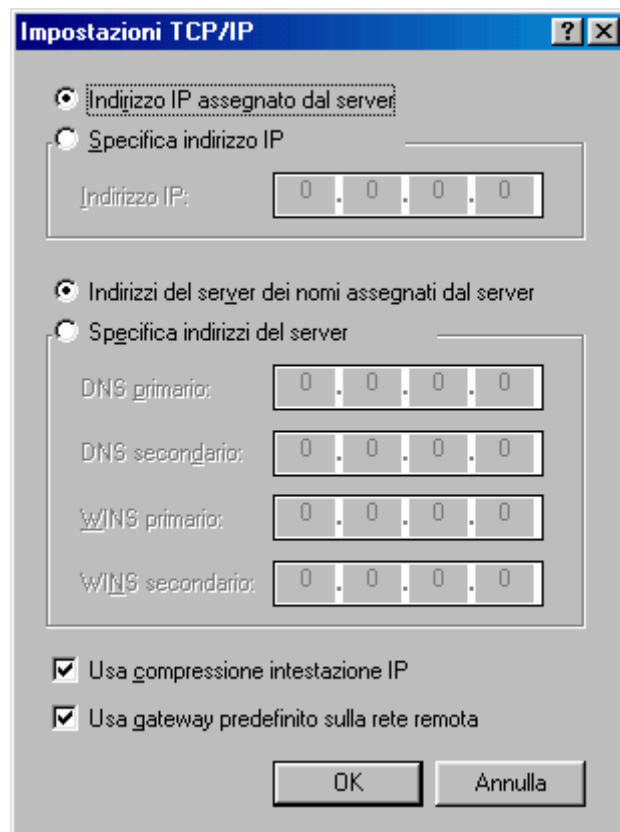 Impostazioni TCP/IP
Indirizzo IP assegnato dal server
Specifica indirizzo IP
Indirizzo IP: 0 . 0 . 0 . 0
Indirizzi del server dei nomi assegnati dal server
Specifica indirizzi del server
DNS primario: 0 . 0 . 0 . 0
DNS secondario: 0 . 0 . 0 . 0
WINS primario: 0 . 0 . 0 . 0
WINS secondario: 0 . 0 . 0 . 0
Usa compressione intestazione IP
Usa gateway predefinito sulla rete remota
OK Annulla